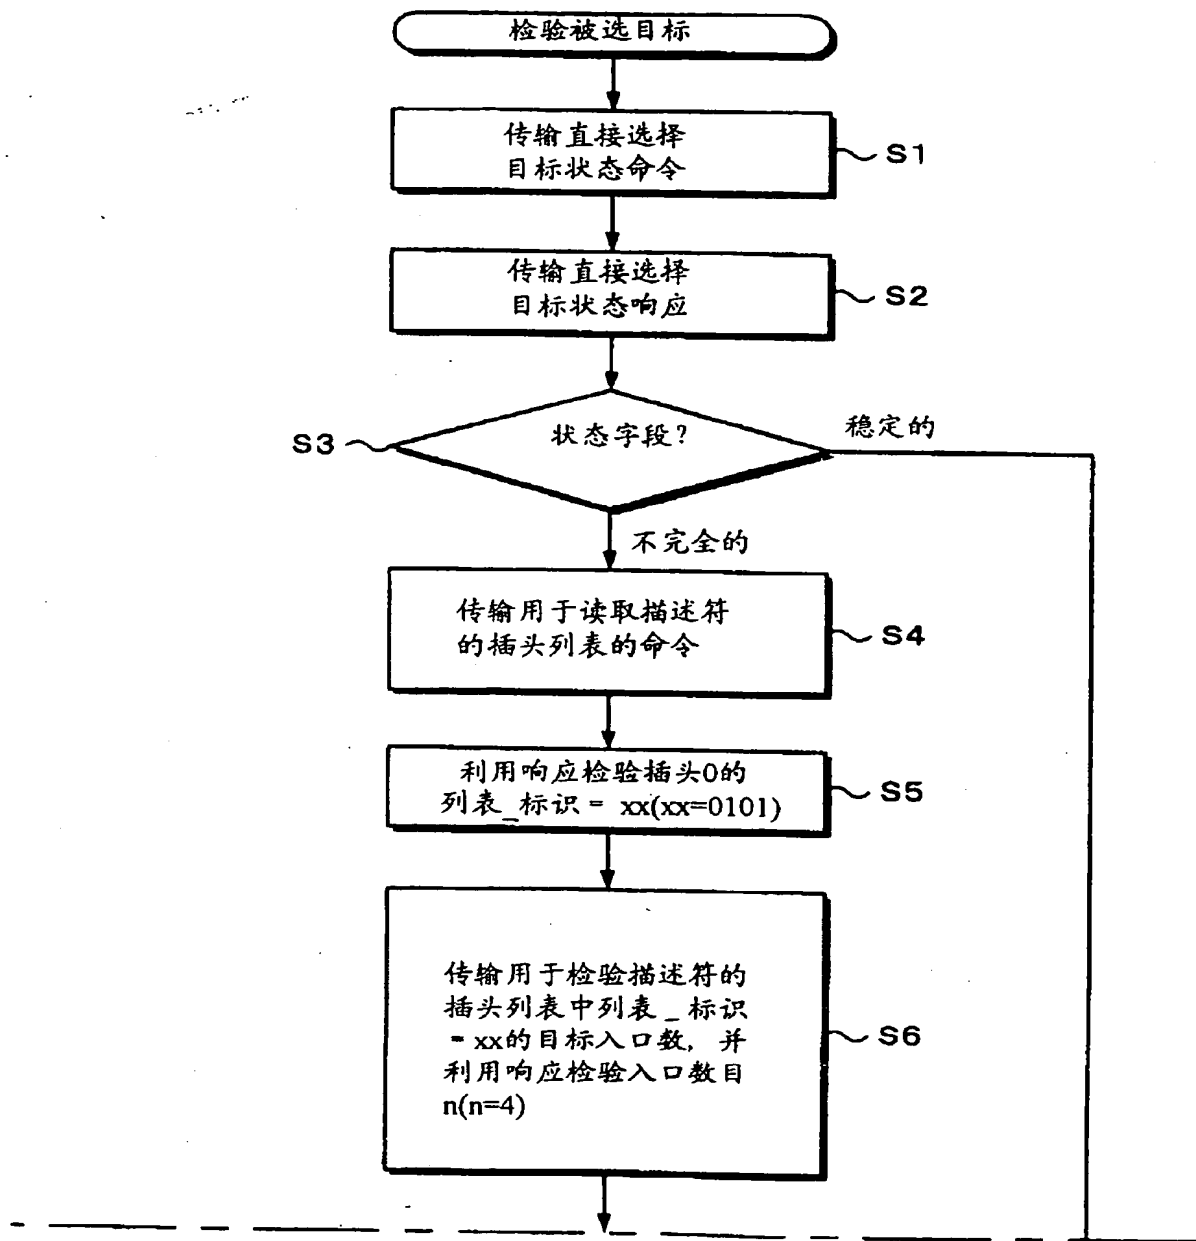 检验被选目标
传输直接选择
目标状态命令
S1
传输直接选择
目标状态响应
S2
状态字段?
S3
稳定的
不完全的
传输用于读取描述符
的插头列表的命令
S4
利用响应检验插头0的
列表_标识= xx(xx=0101)
S5
传输用于检验描述符的
插头列表中列表_标识
=xx的目标入口数, 并
利用响应检验入口数目
n(n=4)
S6